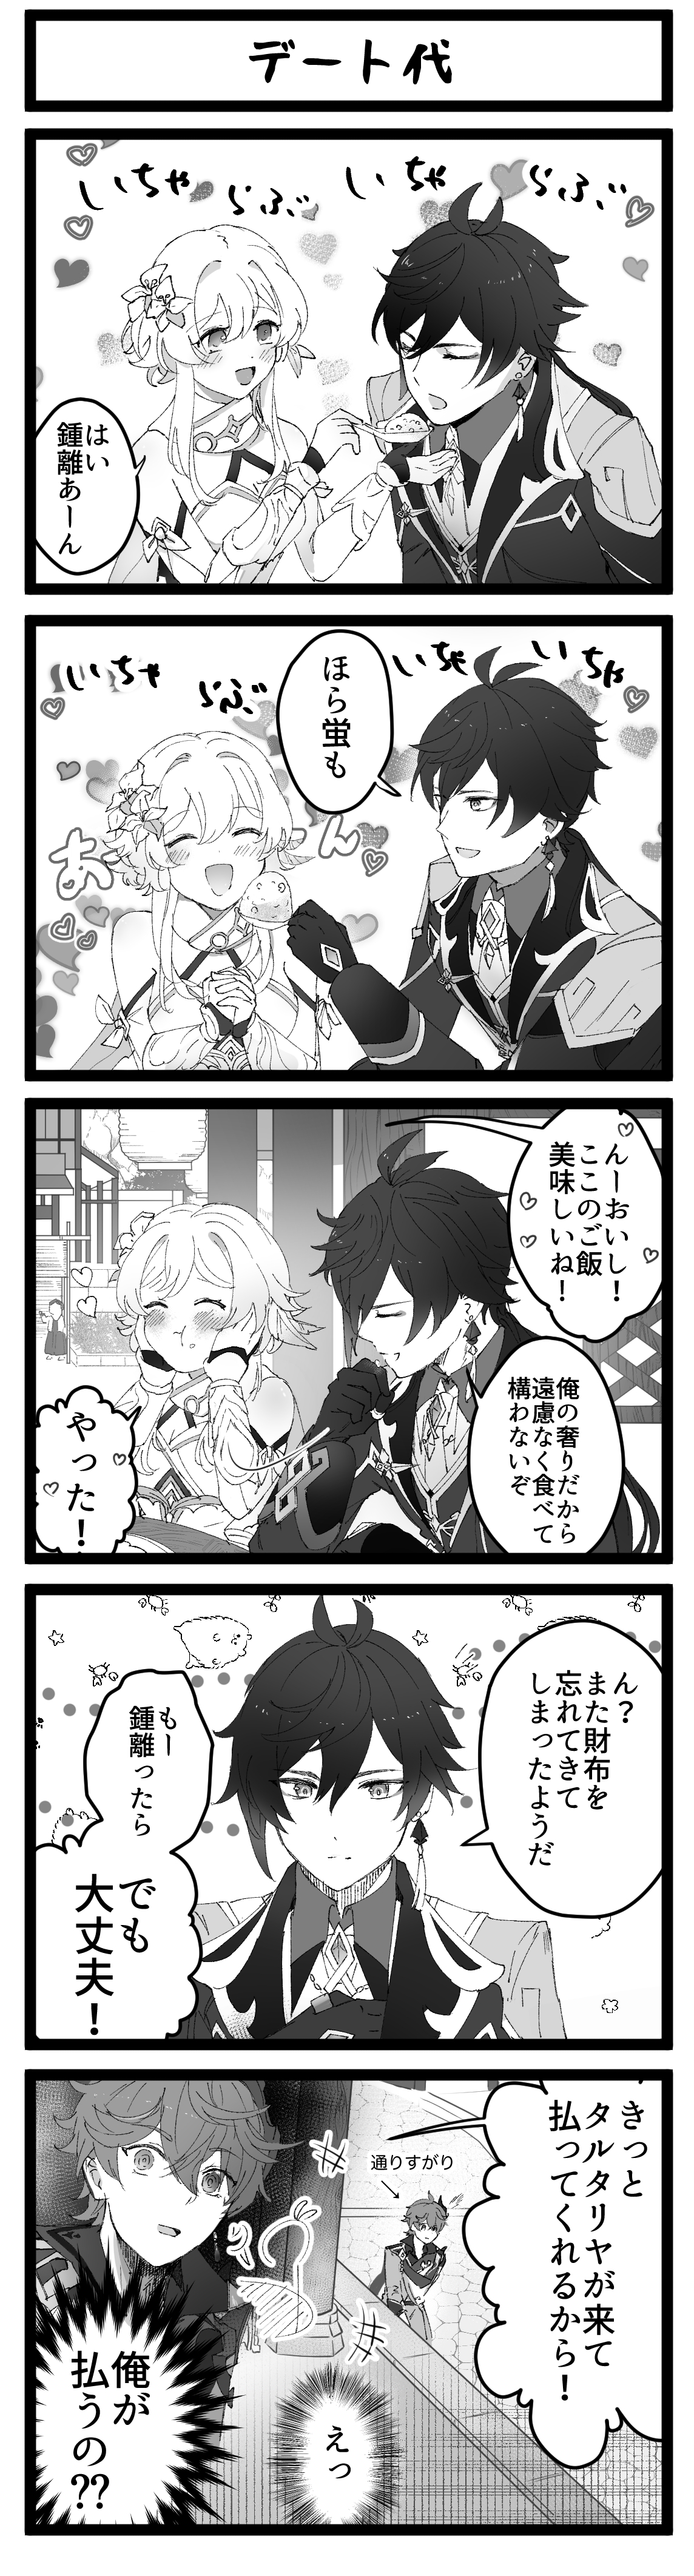 デート代
いちゃ
らぶ
いちゃ
らぶ
はい
鍾離あーん
いちゃ
いちゃ
らぶ
いちゃ
ほら蛍も
あーーん
んーおいし！
ここのご飯
美味しいね！
俺の奢りだから
遠慮なく食べて
構わないぞ
やった！
ん？
また財布を
忘れてきて
しまったようだ
もー
鍾離ったら
でも
大丈夫！
きっと
タルタリヤが来て
払ってくれるから！
通りすがり
えっ
俺が
払うの??